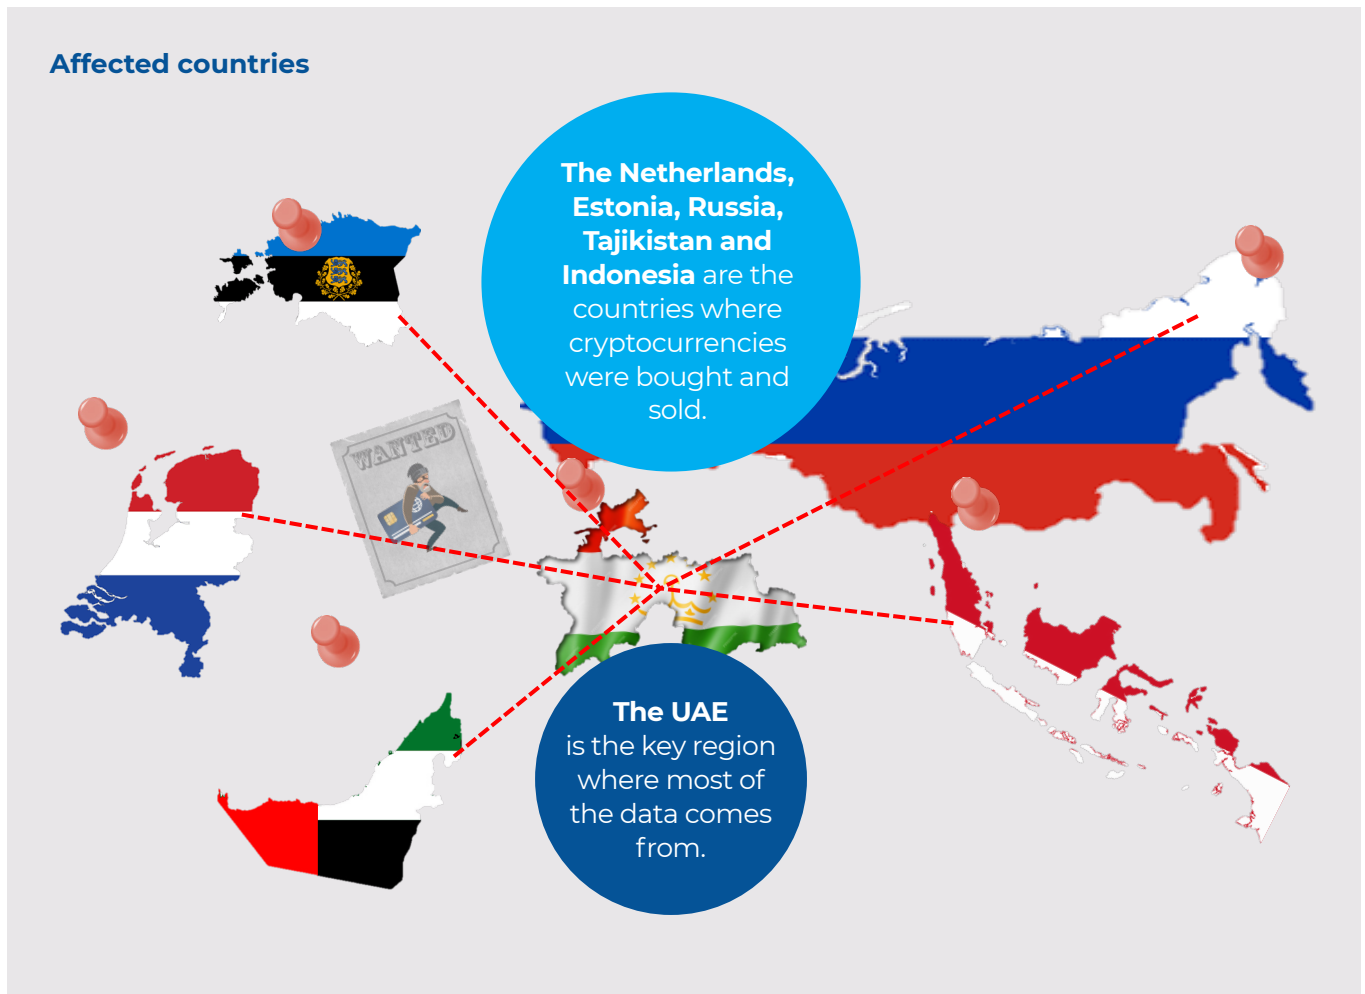 Affected countries
The Netherlands,
Estonia, Russia,
Tajikistan and
Indonesia are the
countries where
cryptocurrencies
were bought and
sold.
WANTED
The UAE
is the key region
where most of
the data comes
from.